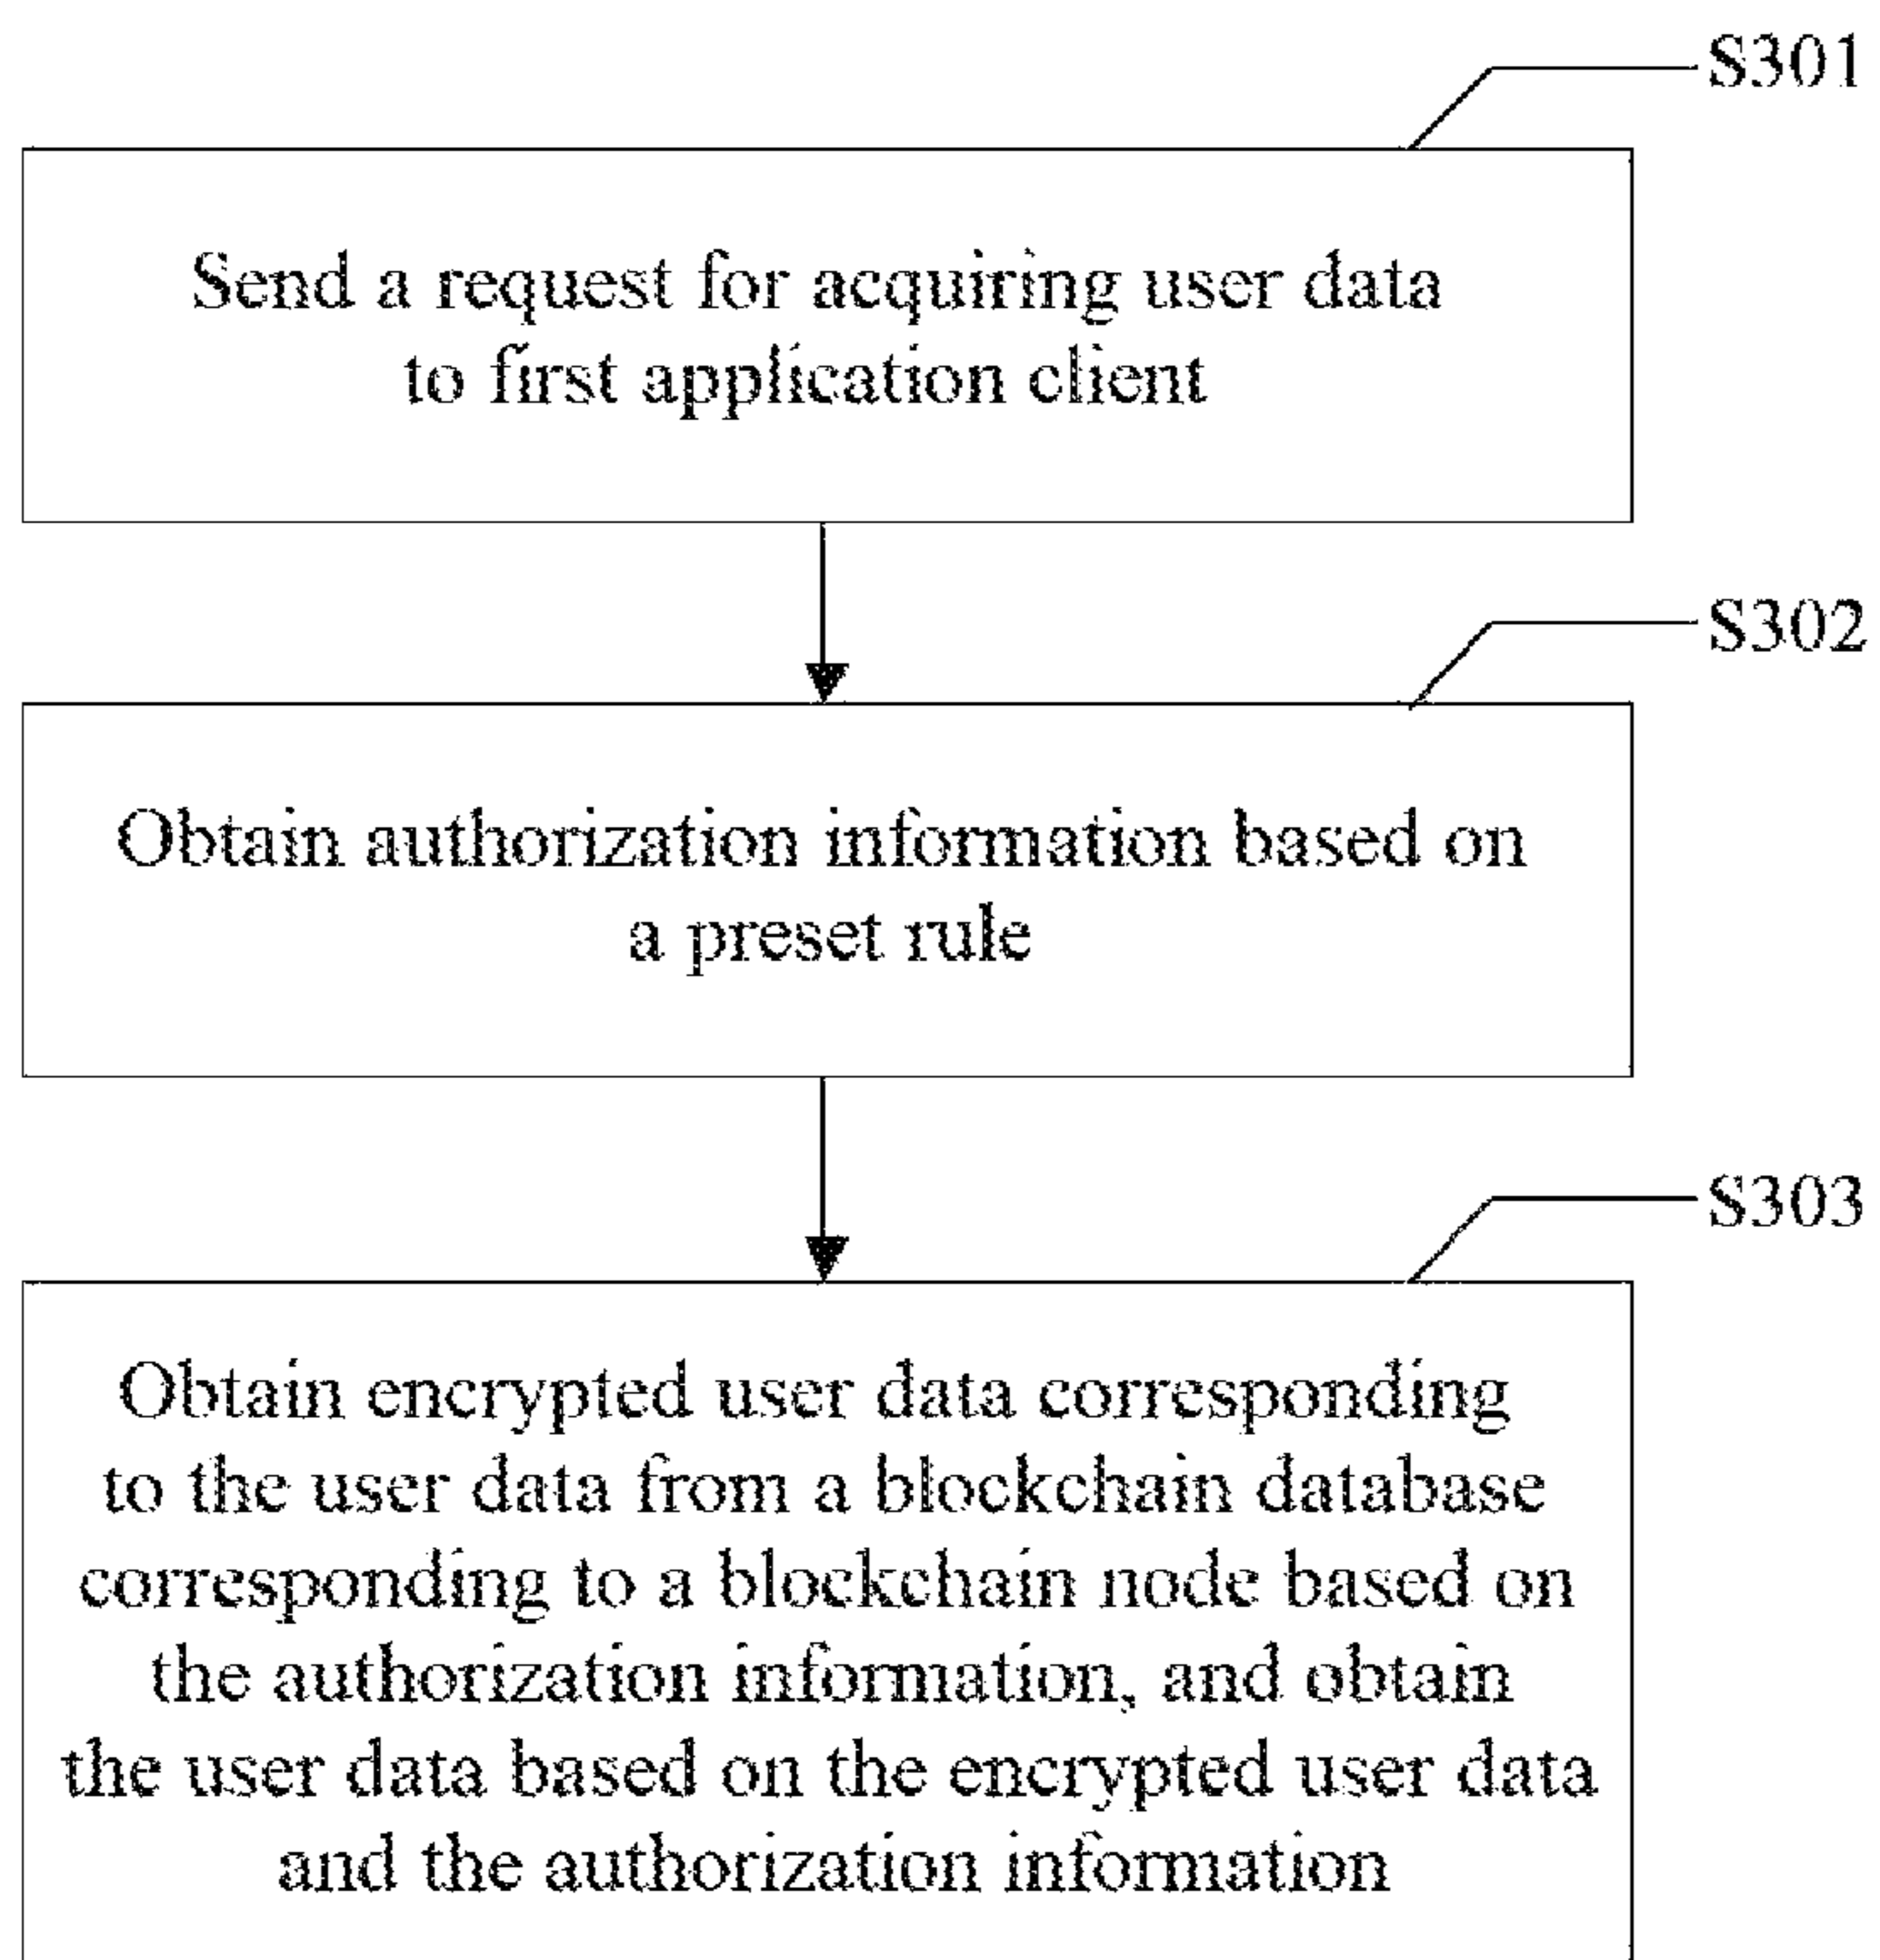 S301
Send a request for acquiring user data
to first application client
S302
Obtain authorization information based on
a preset rule
S303
Obtain encrypted user data corresponding
to the user data from a blockchain database
corresponding to a blockchain node based on
the authorization information, and obtain
the user data based on the encrypted user data
and the authorization information